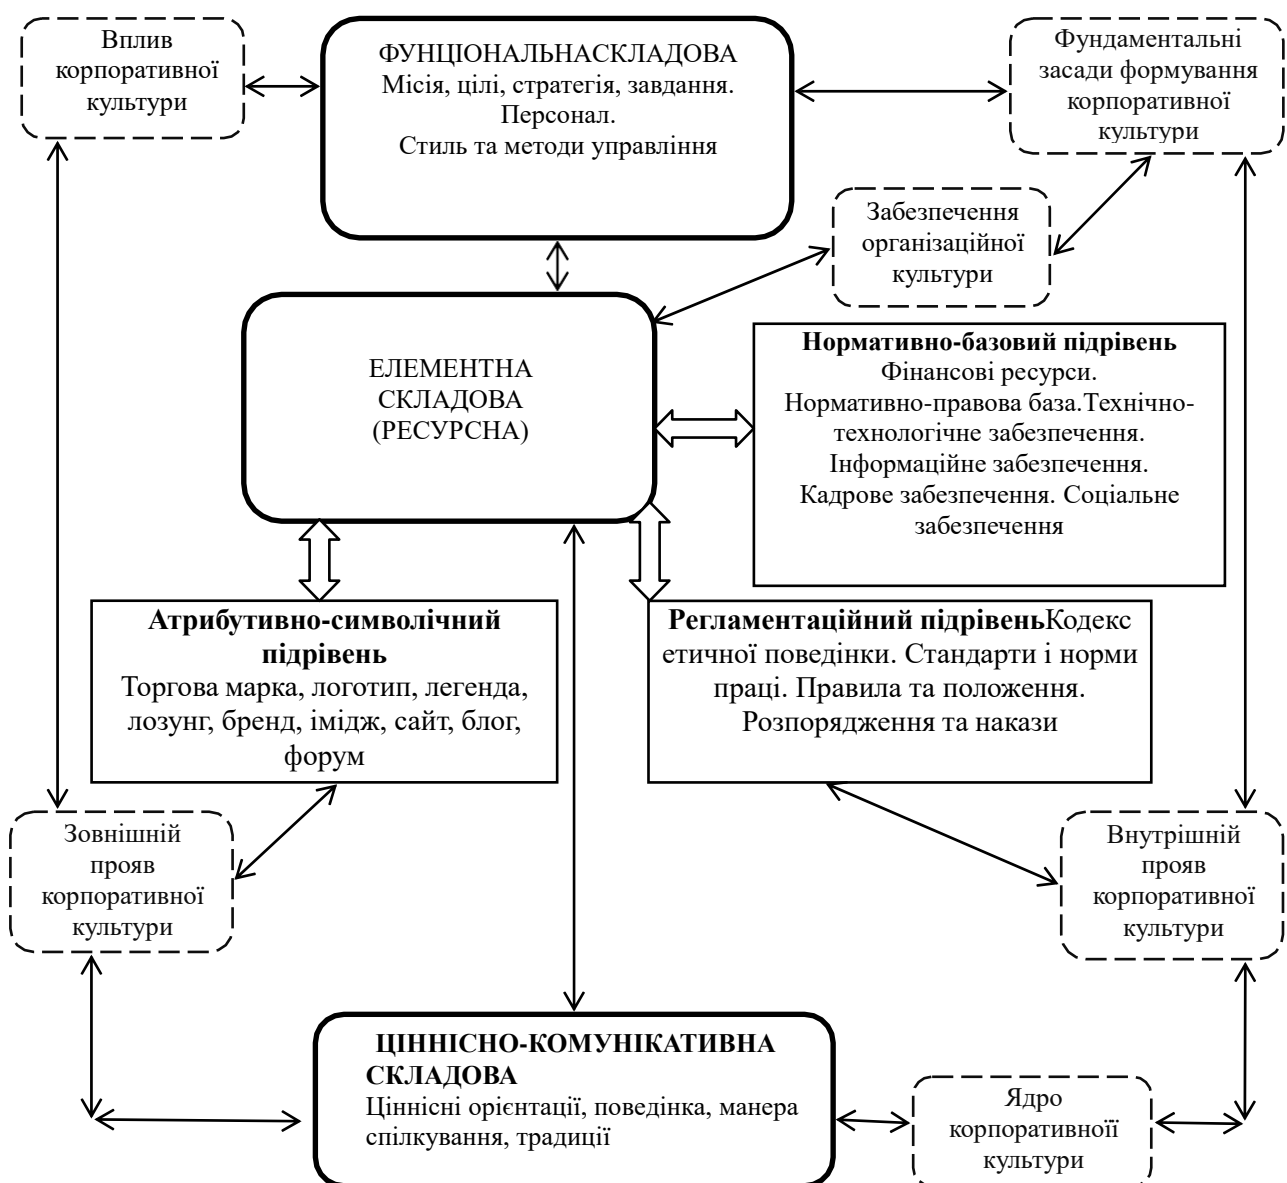 Вплив
корпоративної
культури
ФУНЦІОНАЛЬНАСКЛАДОВА
Місія, цілі, стратегія, завдання.
Персонал.
Стиль та методи управління
Фундаментальні
засади формування
корпоративної
культури
Забезпечення
організаційної
культури
ЕЛЕМЕНТНА
СКЛАДОВА
(РЕСУРСНА)
Нормативно-базовий підрівень
Фінансові ресурси.
Нормативно-правова база.Технічно-
технологічне забезпечення.
Інформаційне забезпечення.
Кадрове забезпечення. Соціальне
забезпечення
Атрибутивно-символічний
підрівень
Торгова марка, логотип, легенда,
лозунг, бренд, імідж, сайт, блог,
форум
Регламентаційний підрівеньКодекс
етичної поведінки. Стандарти і норми
праці. Правила та положення.
Розпорядження та накази
Зовнішній
прояв
корпоративної
культури
Внутрішній
прояв
корпоративної
культури
ЦІННІСНО-КОМУНІКАТИВНА
СКЛАДОВА
Ціннісні орієнтації, поведінка, манера
спілкування, традиції
Ядро
корпоративноїї
культури